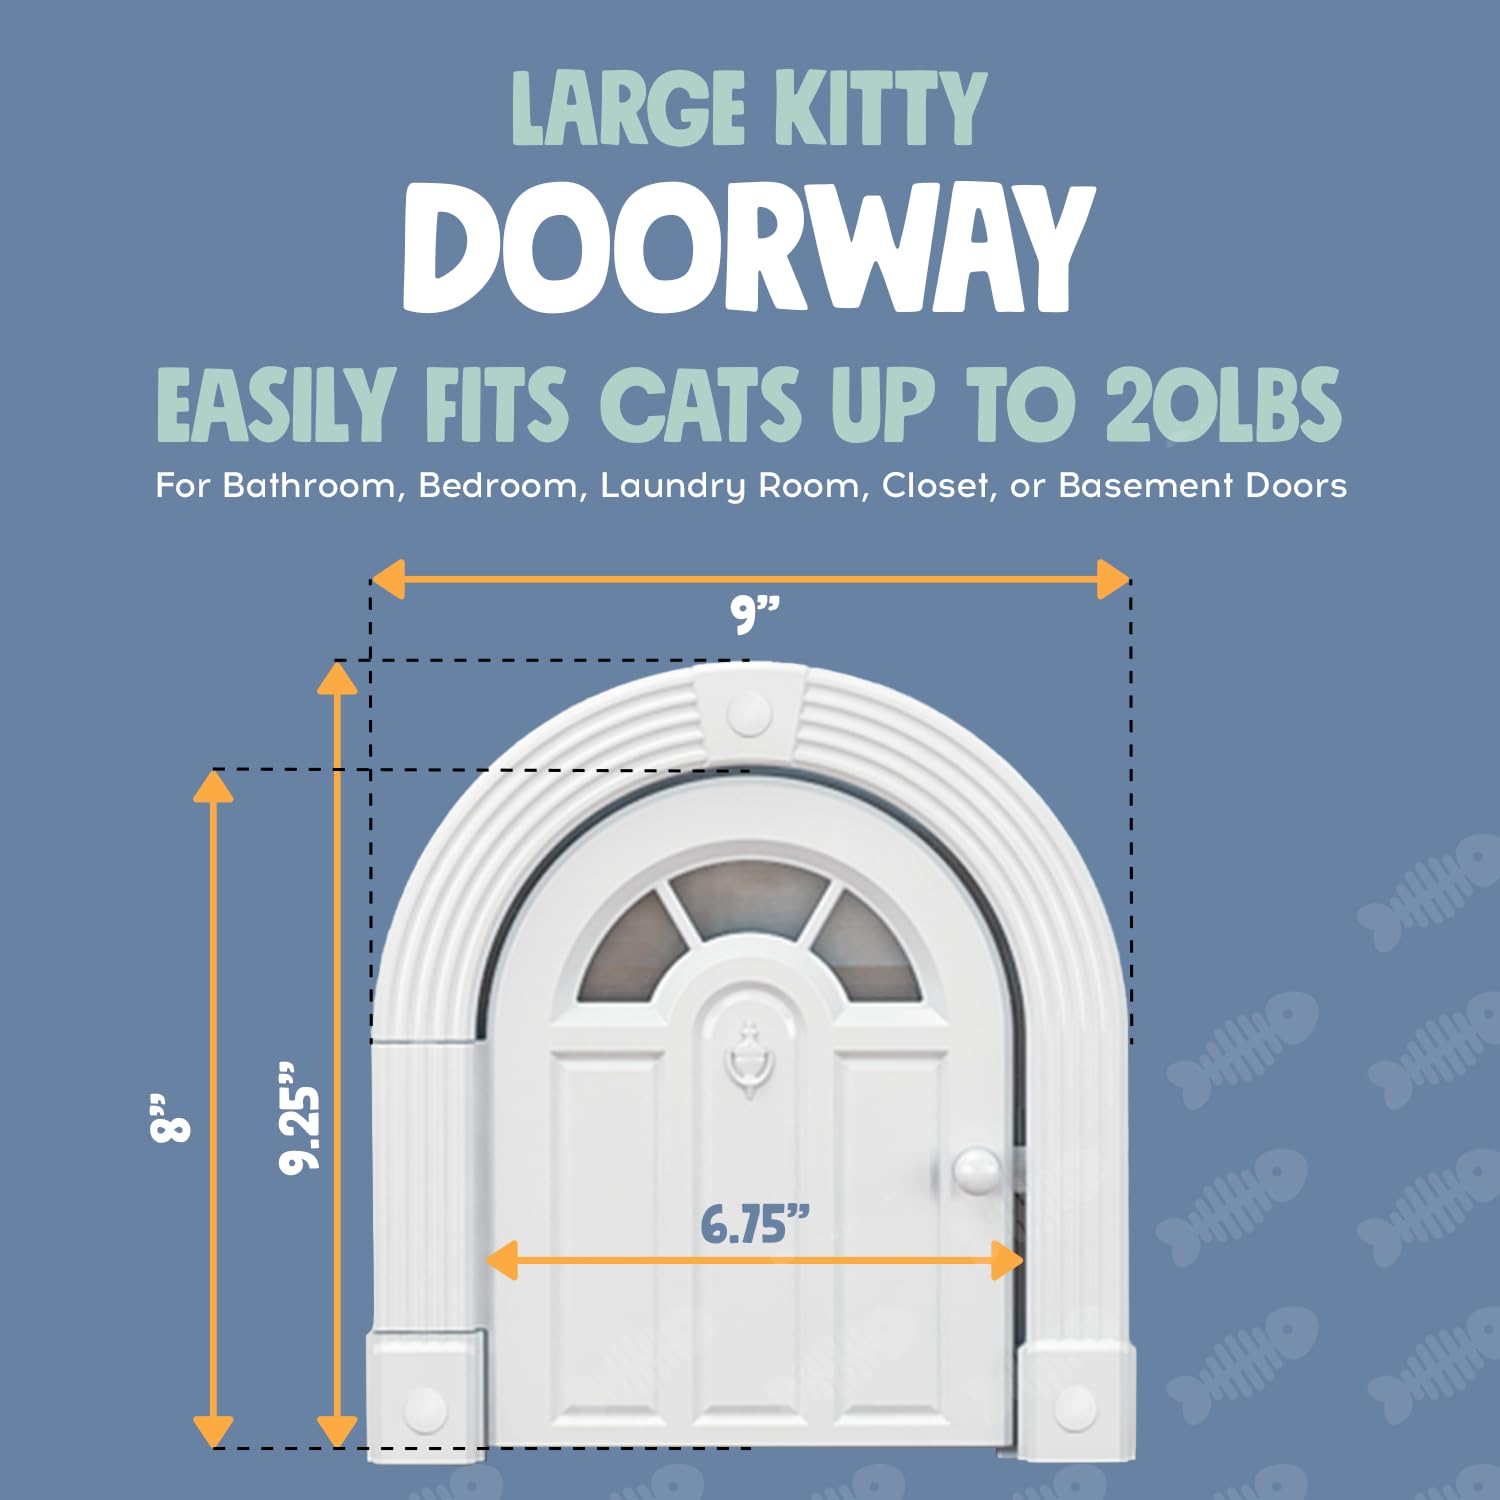 LARGE KITTY
DOORWAY
EASILY FITS CATS UP TO 20LBS
For Bathroom, Bedroom, Laundry Room, Closet, or Basement Doors
9”
8”
9.25”
6.75”